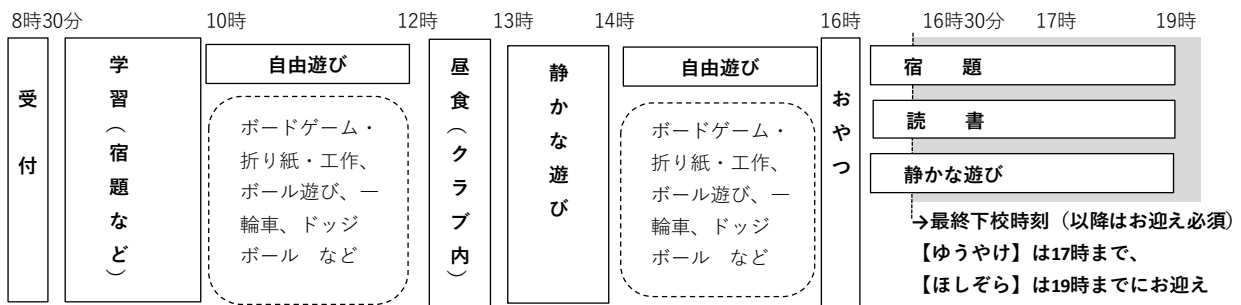 8時30分
10時
12時
13時
14時
16時
16時30分
17時
19時
受付
学習(宿題など)
自由遊び
ボードゲーム・
折り紙・工作、
ボール遊び、一
輪車、ドッジ
ボール など
昼食(クラブ内)
静かな遊び
自由遊び
ボードゲーム・
折り紙・工作、
ボール遊び、一
輪車、ドッジ
ボール など
おやつ
宿 題
読 書
静かな遊び
→最終下校時刻(以降はお迎え必須)
【ゆうやけ】は17時まで、
【ほしぞら】は19時までにお迎え